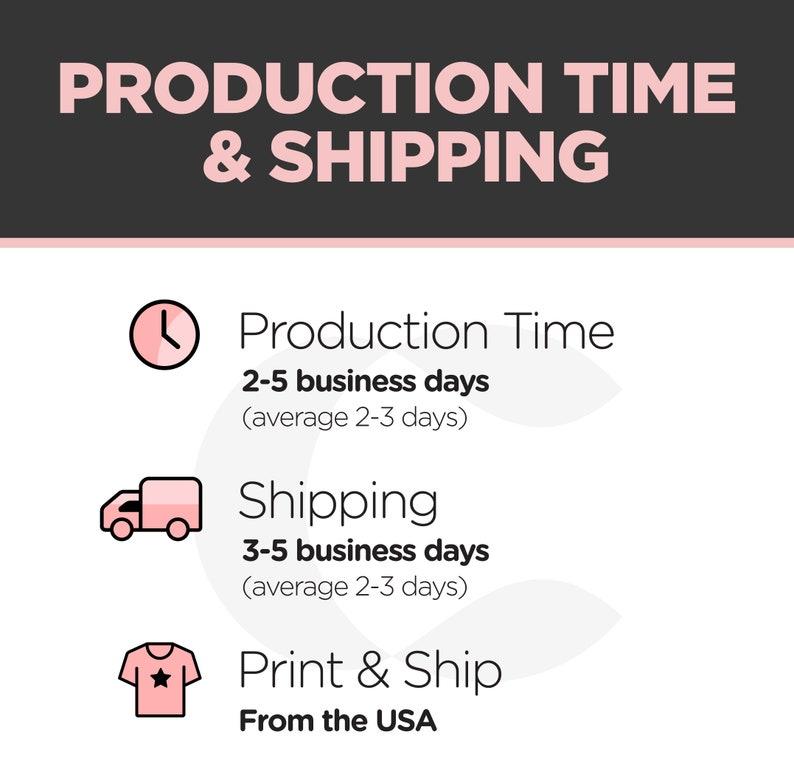 PRODUCTION TIME
& SHIPPING
Production Time
2-5 business days
(average 2-3 days)
Shipping
3-5 business days
(average 2-3 days)
Print & Ship
From the USA